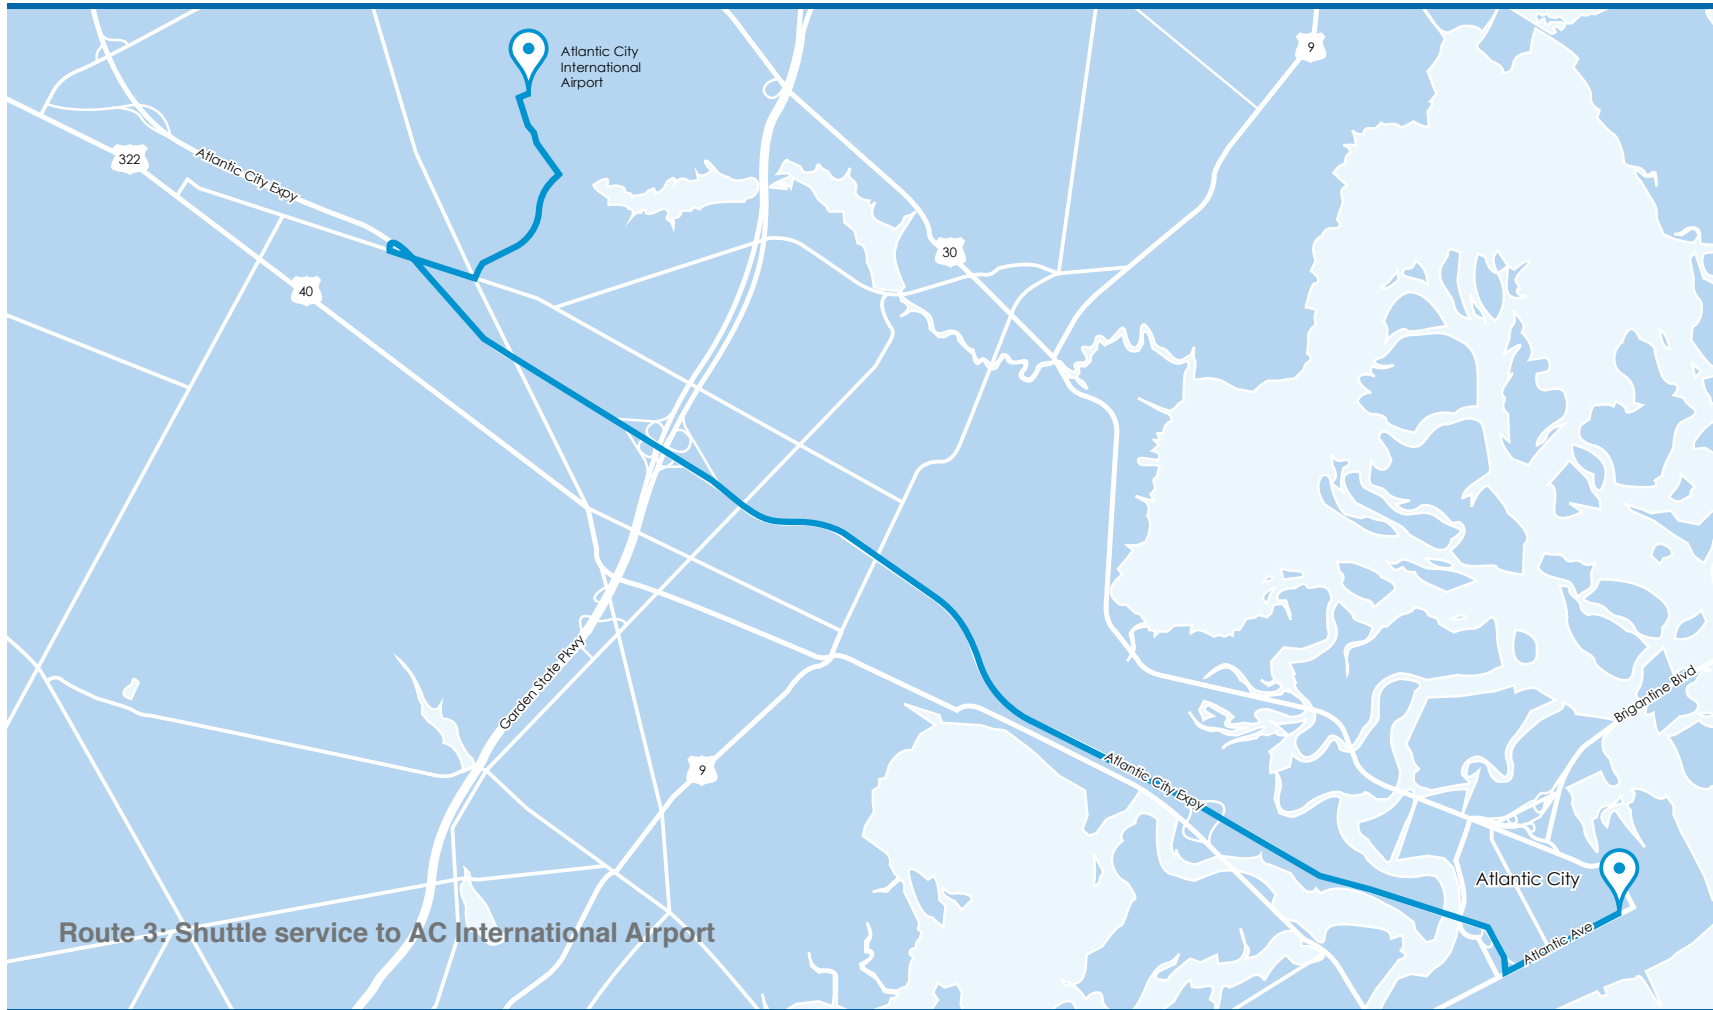 Atlantic City
International
Airport
9
322
Atlantic City Expy
30
40
Garden State Pkwy
Brigantine Blvd
9
Atlantic City Expy
Atlantic City
Atlantic Ave
Route 3: Shuttle service to AC International Airport